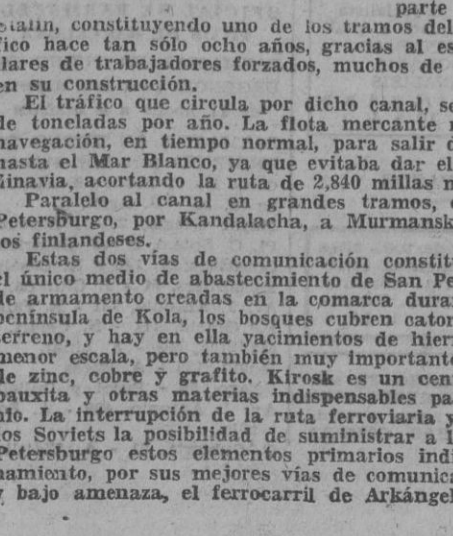 parte
Stalin, constituyendo uno de los tramos del
fico hace tan sólo ocho años, gracias al es
llares de trabajadores forzados, muchos de
en su construcción.
El tráfico que circula por dicho canal, se
de toneladas por año. La flota mercante
navegación, en tiempo normal, para salir
hasta el Mar Blanco, ya que evitaba dar el
dinavia, acortando la ruta de 2,840 millas
Paralelo al canal en grandes tramos,
Petersburgo, por Kandalacha, a Murmansk
los finlandeses.
Estas dos vías de comunicación constit
el único medio de abastecimiento de San Pe
de armamento creadas en la comarca dura
península de Kola, los bosques cubren cator
terreno, y hay en ella yacimientos de hier
menor escala, pero también muy importante
de zinc, cobre y grafito. Kirosk es un cen
bauxita y otras materias indispensables pa
nio. La interrupción de la ruta ferroviaria y
los Soviets la posibilidad de suministrar a l
Petersburgo estos elementos primarios indi
namiento, por sus mejores vías de comunica
y bajo amenaza, el ferrocarril de Arkángel